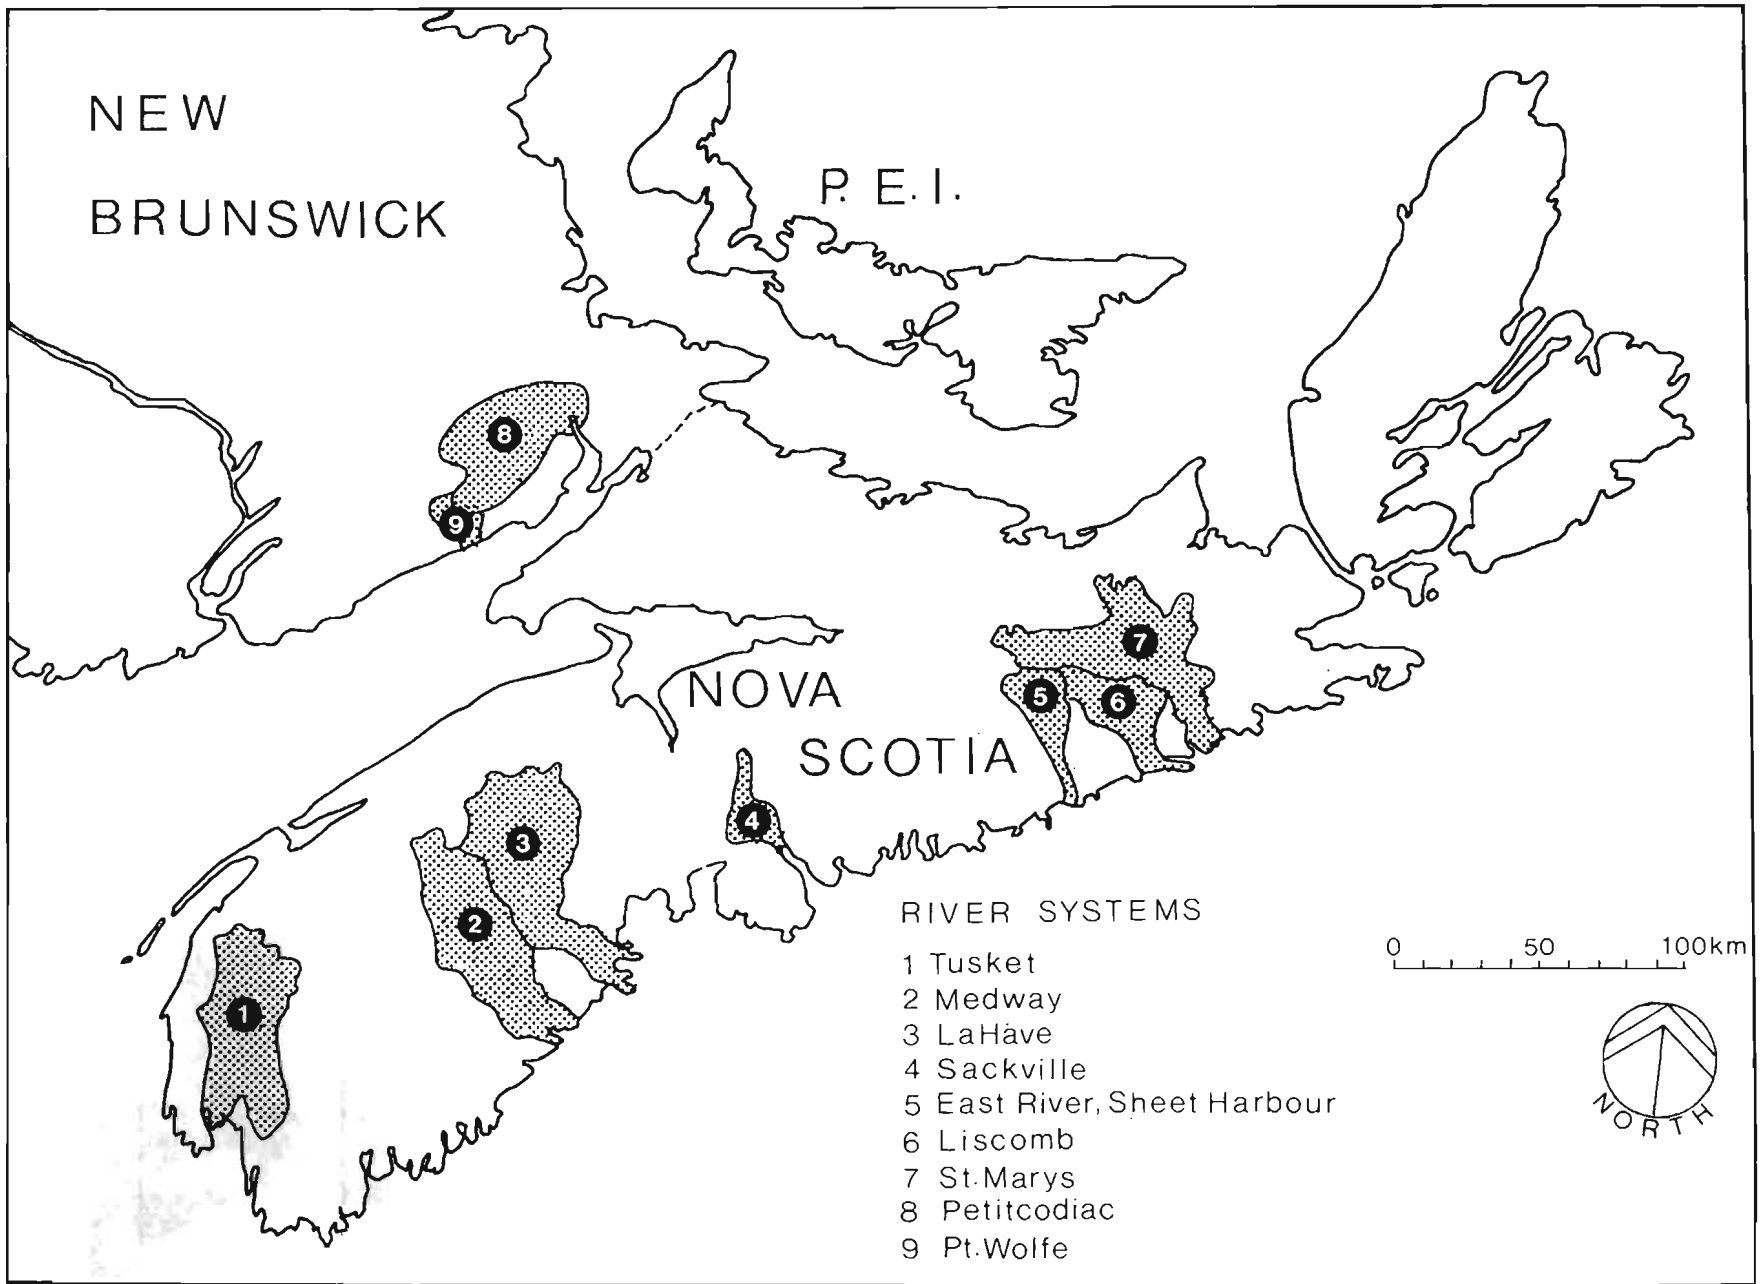 NEW
BRUNSWICK
P. E. I.
8
9
7
5
6
NOVA
SCOTIA
4
3
2
1
RIVER SYSTEMS
1 Tusket
2 Medway
3 LaHave
4 Sackville
5 East River, Sheet Harbour
6 Liscomb
7 St. Marys
8 Petitcodiac
9 Pt. Wolfe
0 50 100km
NORTH